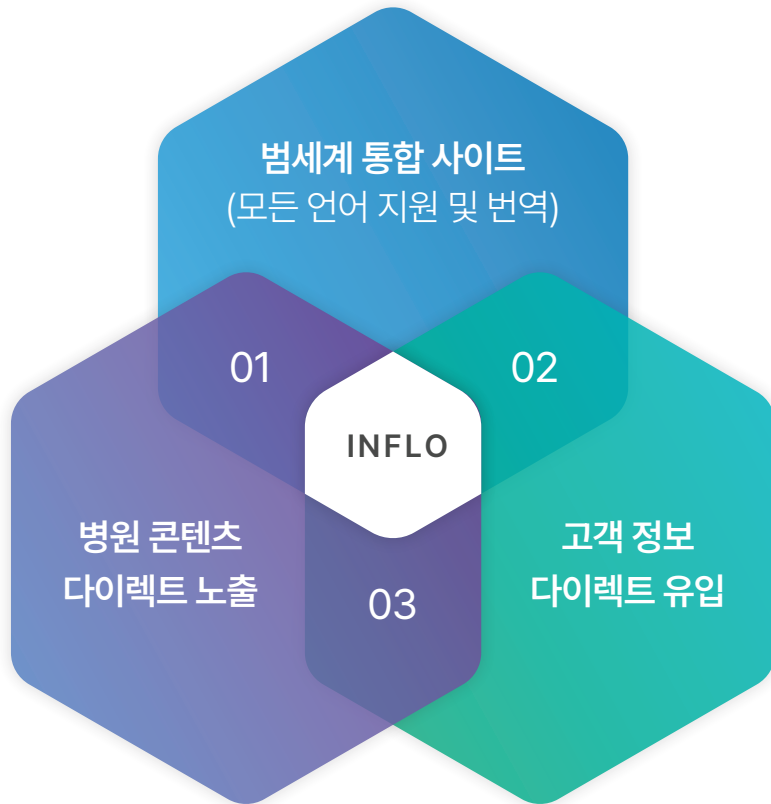 범세계 통합 사이트
(모든 언어 지원 및 번역)
01
02
INFLO
병원 콘텐츠
다이렉트 노출
고객 정보
다이렉트 유입
03